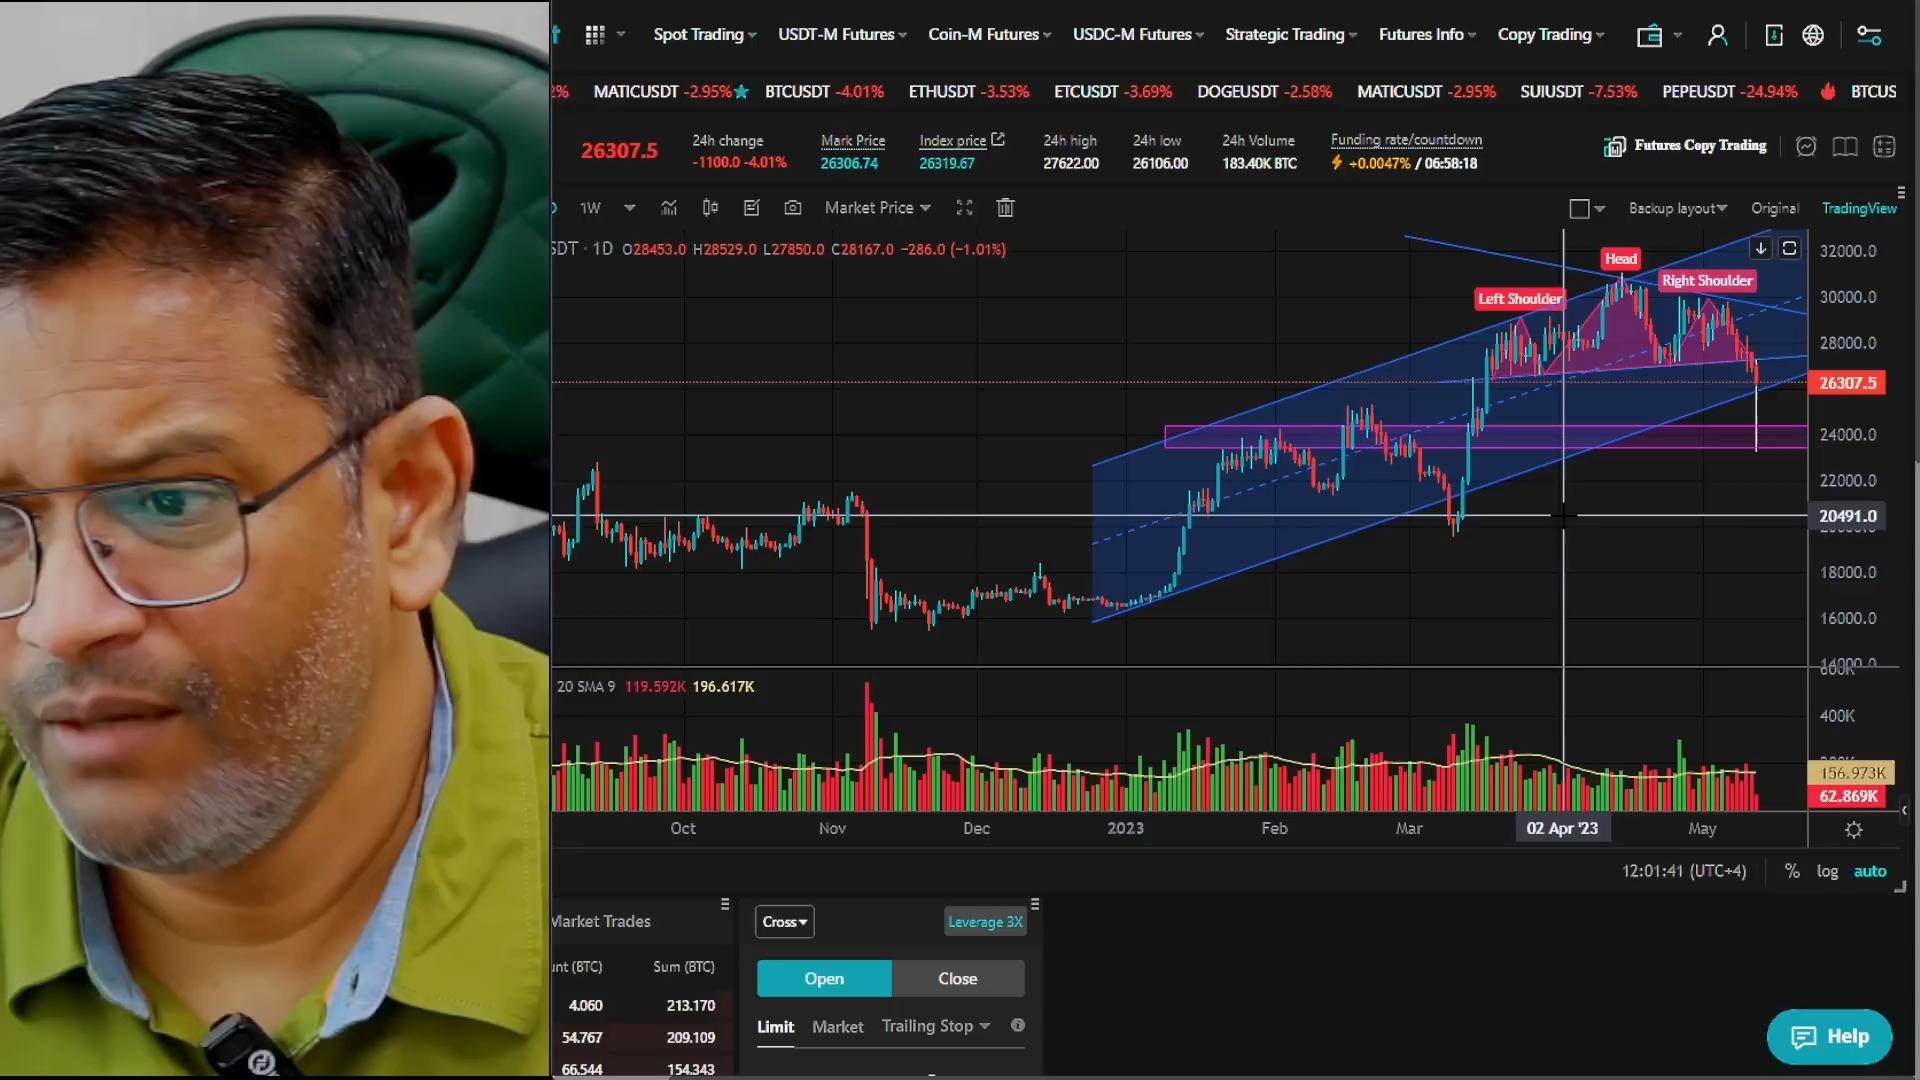 Spot Trading USDT-M Futures Coin-M Futures USDC-M Futures Strategic Trading Futures Info Copy Trading
2% MATICUSDT -2.95% BTCUSDT -4.01% ETHUSDT -3.53% ETCUSDT -3.69% DOGEUSDT -2.58% MATICUSDT -2.95% SUIUSDT -7.53% PEPEUSDT -24.94% BTCUS
26307.5
24h change Mark Price Index price 24h high 24h low 24h Volume Funding rate/countdown
-1100.0 -4.01% 26306.74 26319.67 27622.00 26106.00 183.40K BTC +0.0047% / 06:58:18
Futures Copy Trading
1W Market Price Backup layout Original TradingView
SDT · 1D O28453.0 H28529.0 L27850.0 C28167.0 −286.0 (−1.01%)
32000.0
Head
Right Shoulder
Left Shoulder
30000.0
28000.0
26307.5
24000.0
22000.0
20491.0
18000.0
16000.0
14000.0
600K
20 SMA 9 119.592K 196.617K
400K
156.973K
62.869K
Oct Nov Dec 2023 Feb Mar 02 Apr '23 May
12:01:41 (UTC+4) % log auto
Market Trades
Cross Leverage 3X
unt (BTC) Sum (BTC)
Open Close
4.060 213.170
Limit Market Trailing Stop
54.767 209.109
66.544 154.343
Help